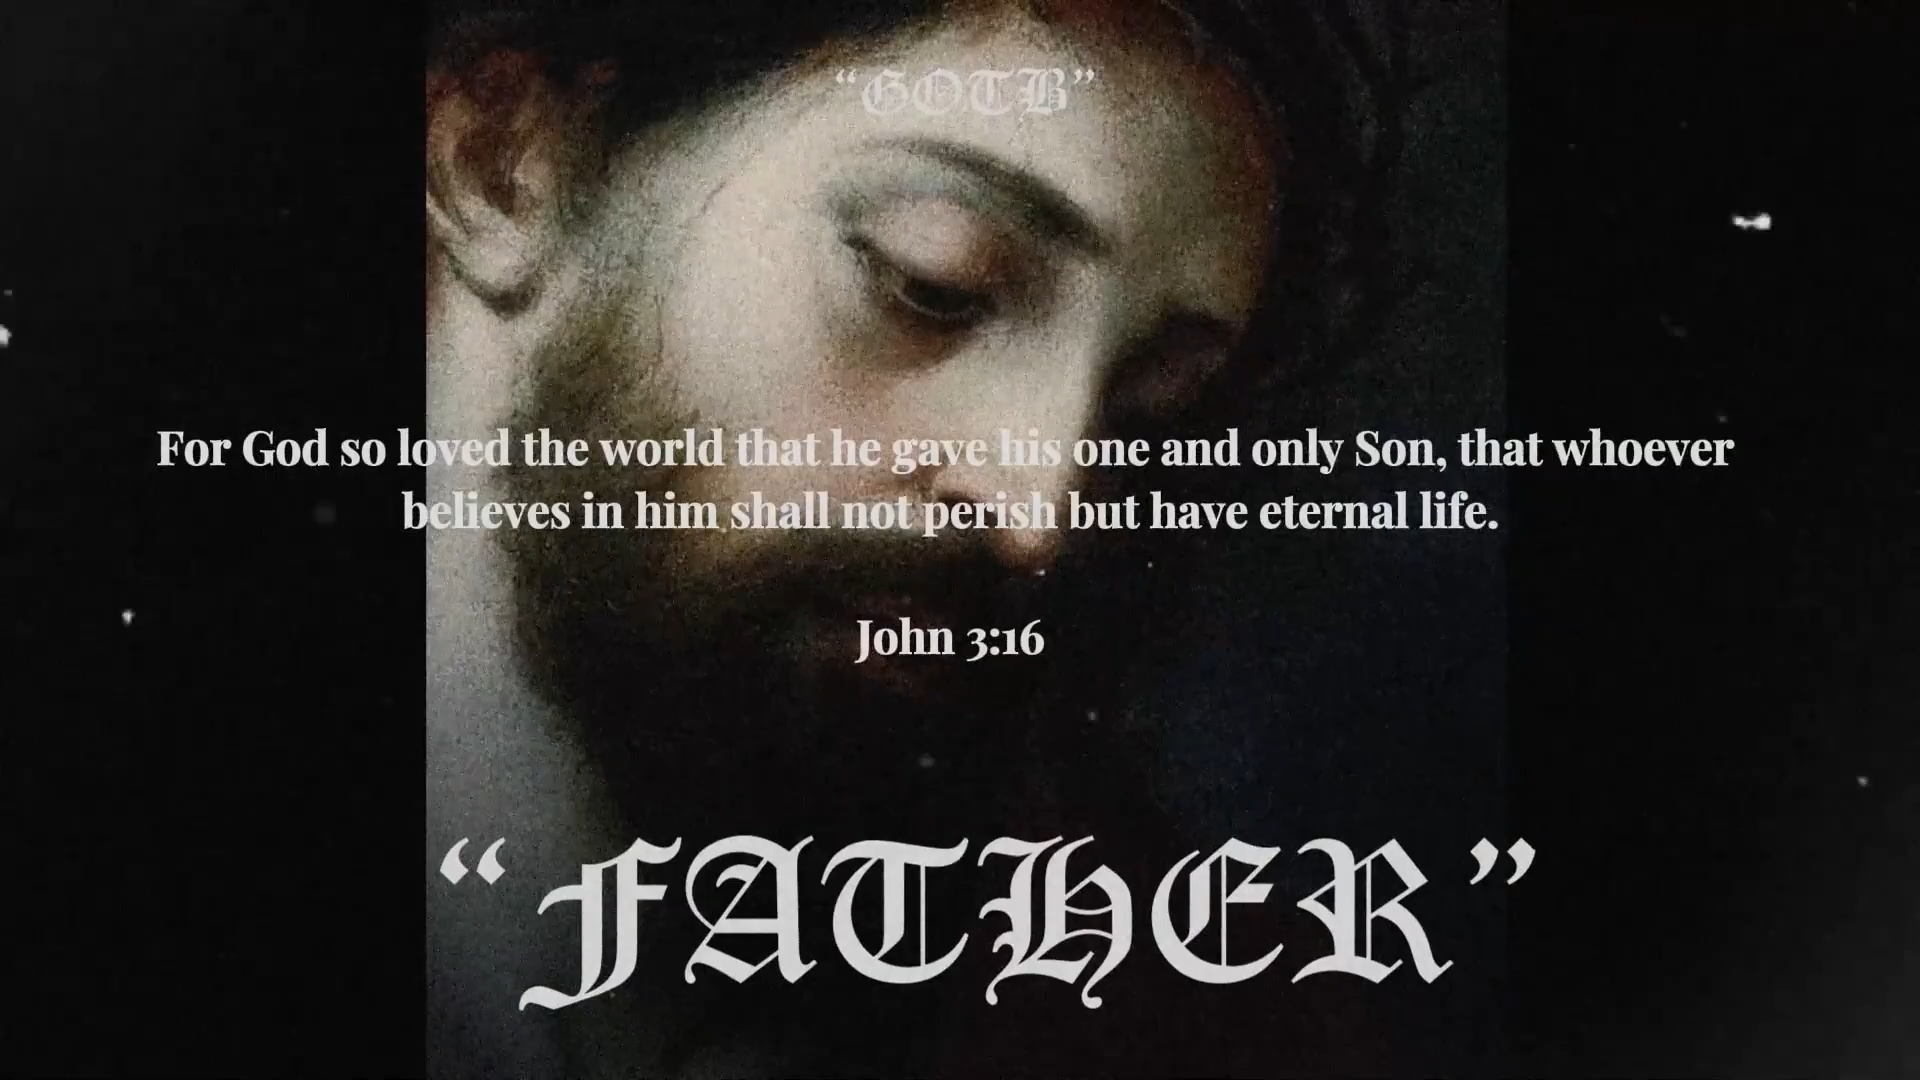 “GOTB”
For God so loved the world that he gave his one and only Son, that whoever
believes in him shall not perish but have eternal life.
John 3:16
“FATHER”